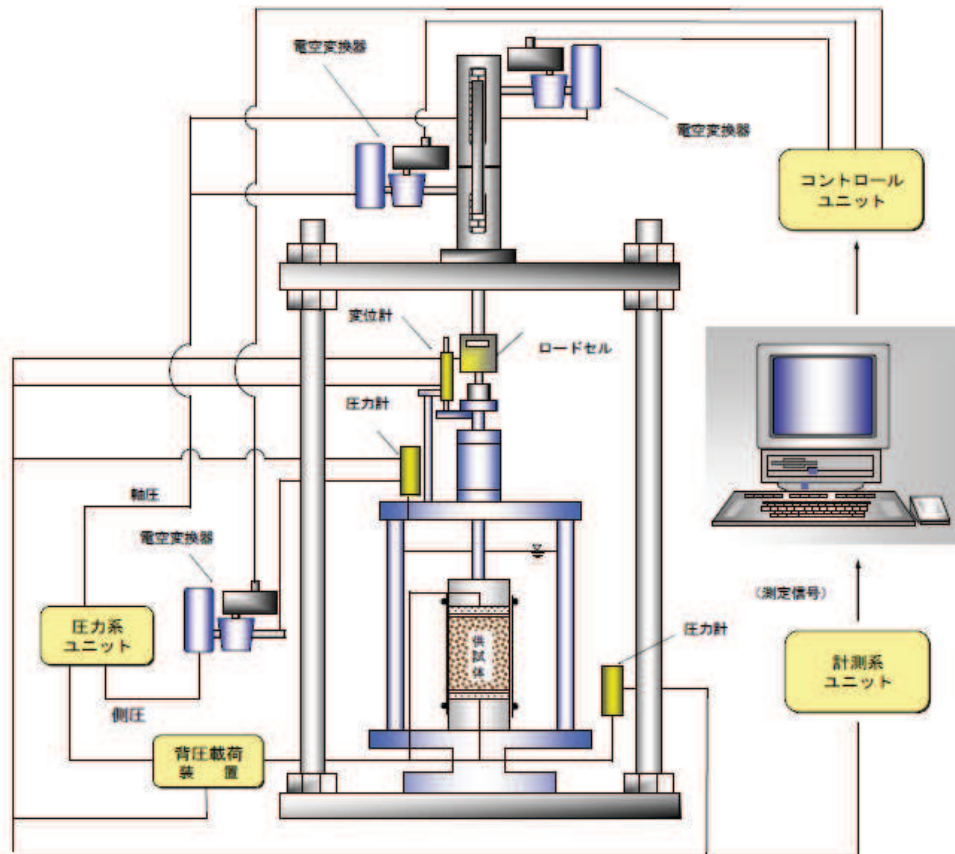 電空変換器
電空変換器
コントロール
ユニット
変位計
ロードセル
圧力計
軸圧
電空変換器
(測定信号)
圧力系
ユニット
供
試
体
圧力計
計測系
ユニット
側圧
背圧載荷
装 置